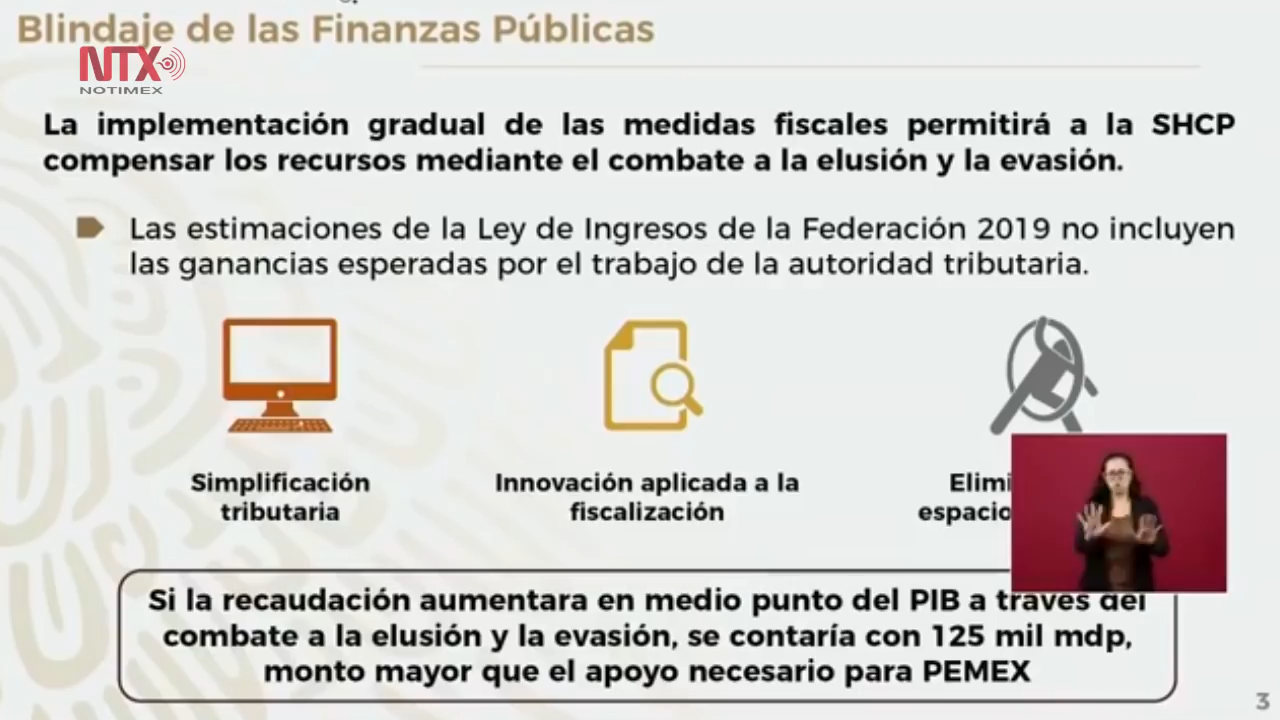 Blindaje de las Finanzas Públicas
NTX
NOTIMEX
La implementación gradual de las medidas fiscales permitirá a la SHCP
compensar los recursos mediante el combate a la elusión y la evasión.
Las estimaciones de la Ley de Ingresos de la Federación 2019 no incluyen
las ganancias esperadas por el trabajo de la autoridad tributaria.
Simplificación
tributaria
Innovación aplicada a la
fiscalización
Si la recaudación aumentara en medio punto del PIB a través del
combate a la elusión y la evasión, se contaría con 125 mil mdp,
monto mayor que el apoyo necesario para PEMEX
3